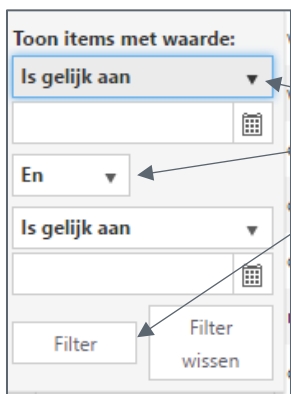 Toon items met waarde:
Is gelijk aan
En
Is gelijk aan
Filter
Filter
wissen